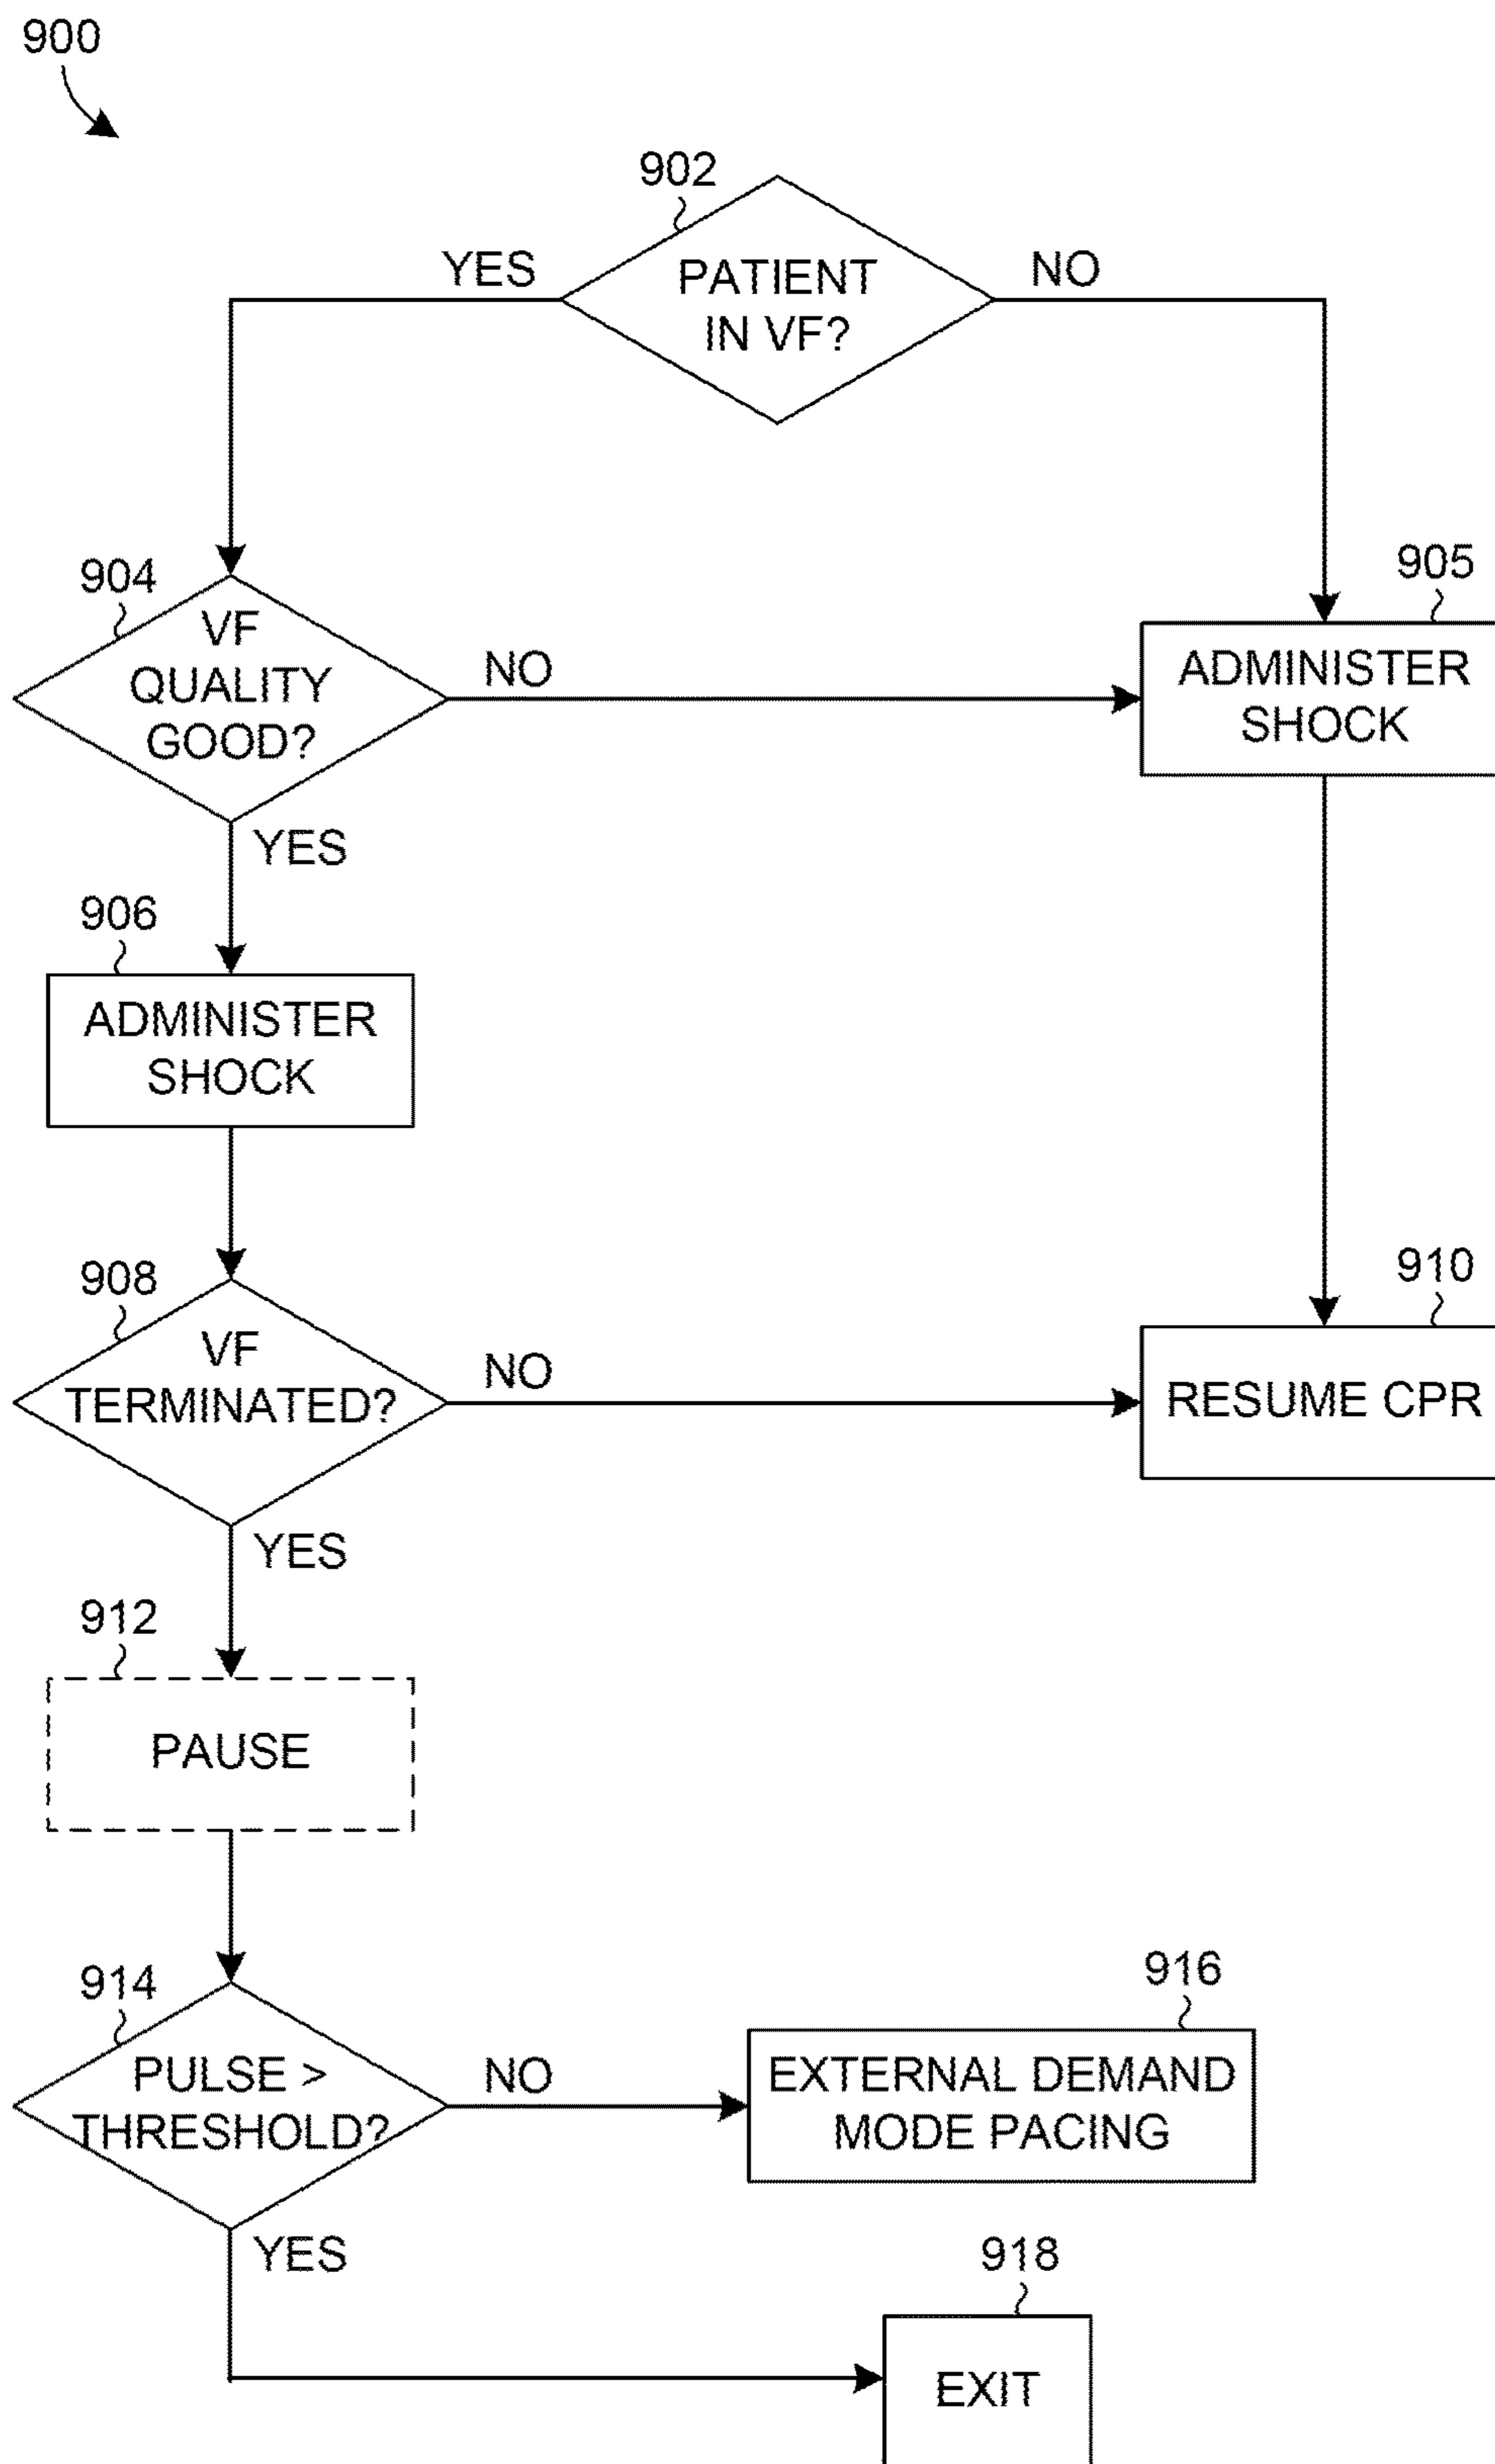 900
902
YES
PATIENT
IN VF?
NO
904
VF
QUALITY
GOOD?
NO
905
ADMINISTER
SHOCK
YES
906
ADMINISTER
SHOCK
908
VF
TERMINATED?
NO
910
RESUME CPR
YES
912
PAUSE
914
PULSE >
THRESHOLD?
NO
916
EXTERNAL DEMAND
MODE PACING
YES
918
EXIT